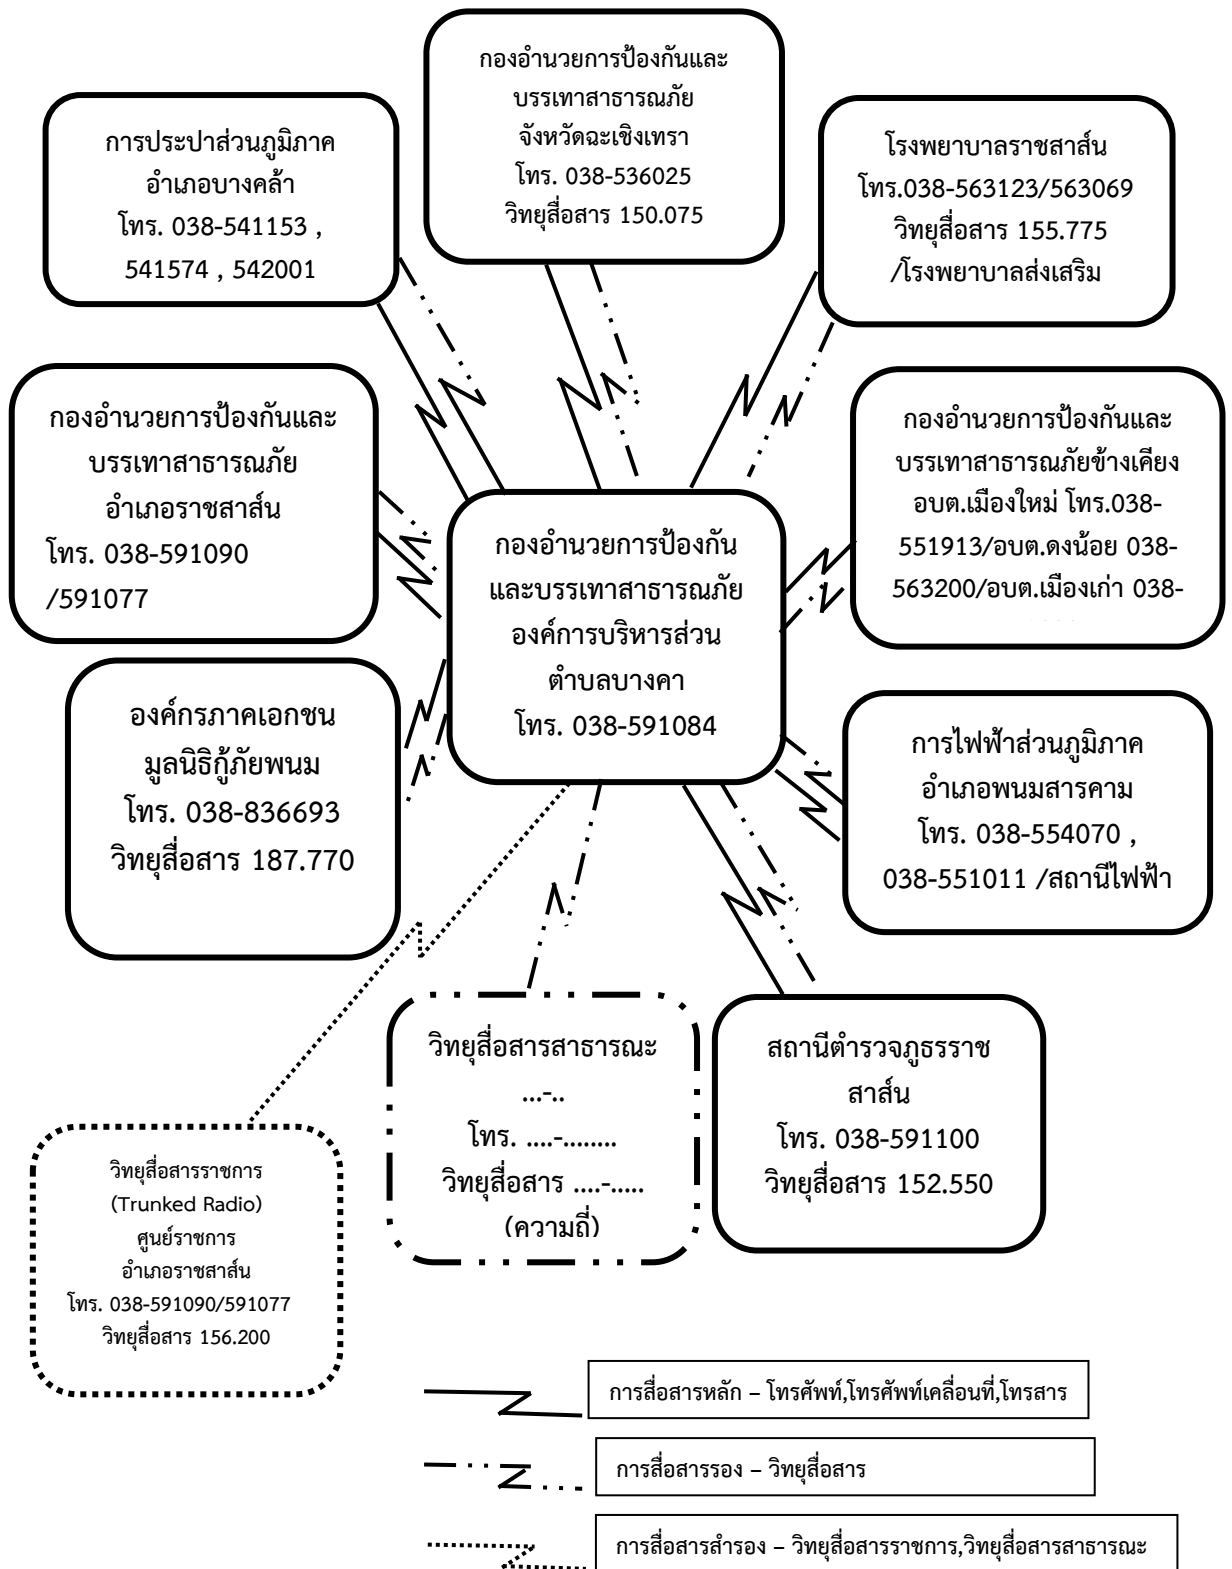 กองอำนวยการป้องกันและ
บรรเทาสาธารณภัย
จังหวัดฉะเชิงเทรา
โทร. 038-536025
วิทยุสื่อสาร 150.075
การประปาส่วนภูมิภาค
อำเภอบางคล้า
โทร. 038-541153 ,
541574 , 542001
โรงพยาบาลราชสาส์น
โทร.038-563123/563069
วิทยุสื่อสาร 155.775
/โรงพยาบาลส่งเสริม
กองอำนวยการป้องกันและ
บรรเทาสาธารณภัย
อำเภอราชสาส์น
โทร. 038-591090
/591077
กองอำนวยการป้องกันและ
บรรเทาสาธารณภัยข้างเคียง
อบต.เมืองใหม่ โทร.038-
551913/อบต.ดงน้อย 038-
563200/อบต.เมืองเก่า 038-
กองอำนวยการป้องกัน
และบรรเทาสาธารณภัย
องค์การบริหารส่วน
ตำบลบางคา
โทร. 038-591084
องค์กรภาคเอกชน
มูลนิธิกู้ภัยพนม
โทร. 038-836693
วิทยุสื่อสาร 187.770
การไฟฟ้าส่วนภูมิภาค
อำเภอพนมสารคาม
โทร. 038-554070 ,
038-551011 /สถานีไฟฟ้า
วิทยุสื่อสารสาธารณะ
...-..
โทร. ....-........
วิทยุสื่อสาร ....-.....
(ความถี่)
สถานีตำรวจภูธรราช
สาส์น
โทร. 038-591100
วิทยุสื่อสาร 152.550
วิทยุสื่อสารราชการ
(Trunked Radio)
ศูนย์ราชการ
อำเภอราชสาส์น
โทร. 038-591090/591077
วิทยุสื่อสาร 156.200
การสื่อสารหลัก – โทรศัพท์,โทรศัพท์เคลื่อนที่,โทรสาร
การสื่อสารรอง – วิทยุสื่อสาร
การสื่อสารสำรอง – วิทยุสื่อสารราชการ,วิทยุสื่อสารสาธารณะ